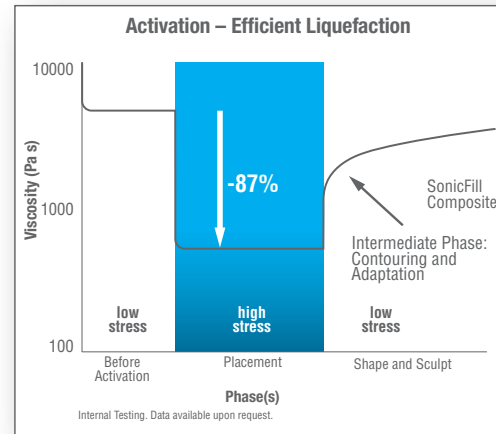 Activation – Efficient Liquefaction
10000
1000
100
Viscosity (Pa s)
-87%
SonicFill
Composite
Intermediate Phase:
Contouring and
Adaptation
low
stress
high
stress
low
stress
Before
Activation
Placement
Shape and Sculpt
Phase(s)
Internal Testing. Data available upon request.